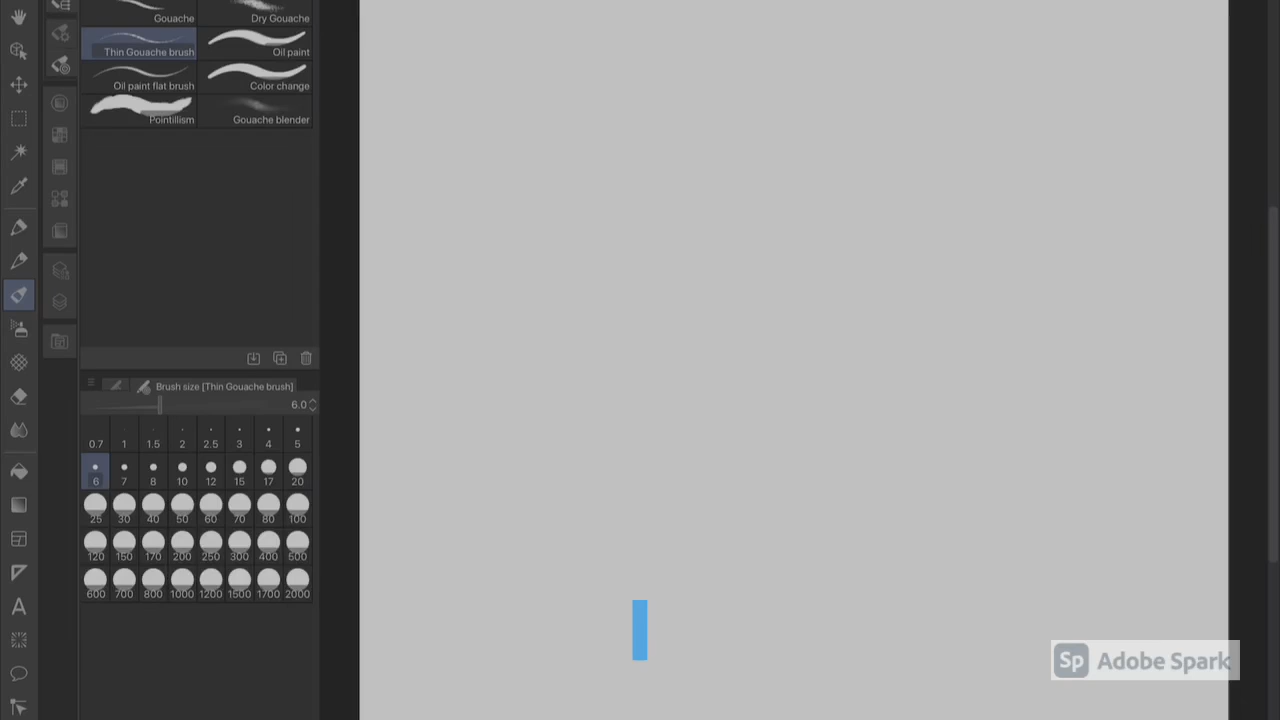 Gouache Dry Gouache
Thin Gouache brush Oil paint
Oil paint flat brush Color change
Pointillism Gouache blender
Brush size [Thin Gouache brush]
6.0
0.7 1 1.5 2 2.5 3 4 5
6 7 8 10 12 15 17 20
25 30 40 50 60 70 80 100
120 150 170 200 250 300 400 500
600 700 800 1000 1200 1500 1700 2000
A
Sp Adobe Spark